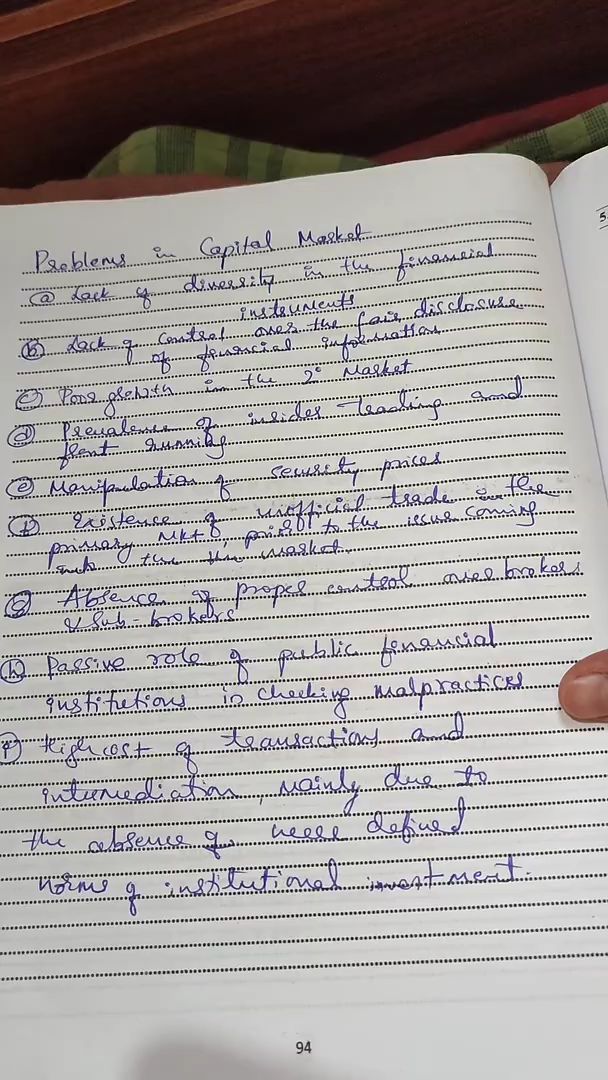 Problems in Capital Market
(a) Lack of diversity in the financial
instruments
(b) Lack of control over the fair disclosure
of financial information
(c) Poor growth in the 2° Market
(d) Prevalence of insider trading and
front running
(e) Manipulation of security prices
(f) Existence of unofficial trade in the
primary Mkt, prior to the issue coming
into the market.
(g) Absence of proper control over brokers
& Sub-brokers
(h) Passive role of public financial
institutions in checking malpractices
High cost of transactions and
intermediation, mainly due to
the absence of defined
norms of institutional investment.
94
5